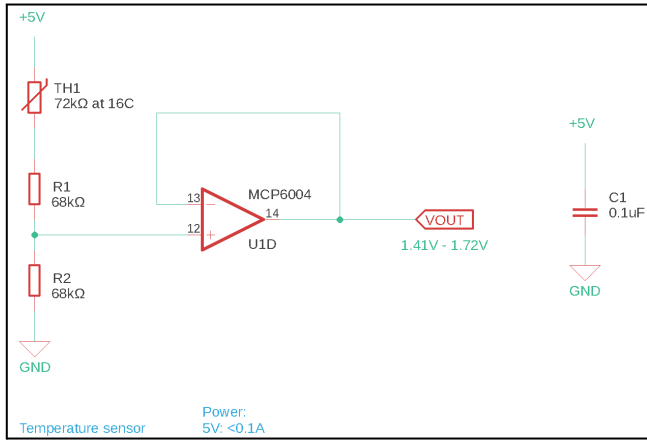 +5V
TH1
72kΩ at 16C
+5V
R1
68kΩ
MCP6004
13
14
12
U1D
VOUT
1.41V - 1.72V
C1
0.1uF
R2
68kΩ
GND
GND
Temperature sensor
Power:
5V: <0.1A